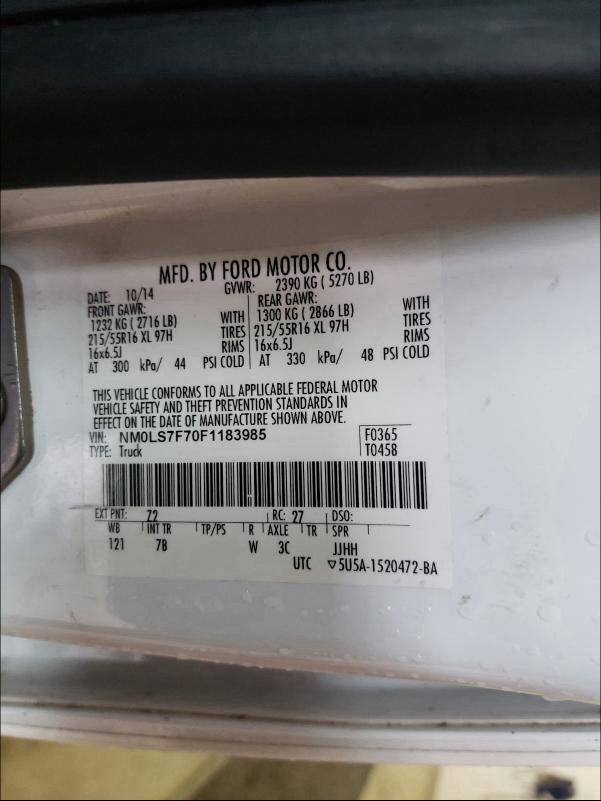 MFD. BY FORD MOTOR CO.
DATE: 10/14 GVWR: 2390 KG ( 5270 LB)
FRONT GAWR: REAR GAWR:
1232 KG ( 2716 LB) WITH 1300 KG ( 2866 LB) WITH
215/55R16 XL 97H TIRES 215/55R16 XL 97H TIRES
16x6.5J RIMS 16x6.5J RIMS
AT 300 kPa/ 44 PSI COLD AT 330 kPa/ 48 PSI COLD
THIS VEHICLE CONFORMS TO ALL APPLICABLE FEDERAL MOTOR
VEHICLE SAFETY AND THEFT PREVENTION STANDARDS IN
EFFECT ON THE DATE OF MANUFACTURE SHOWN ABOVE.
VIN: NM0LS7F70F1183985 F0365
TYPE: Truck T0458
EXT PNT: Z2 RC: 27 DSO:
WB INT TR TP/PS R AXLE TR SPR
121 7B W 3C JJHH
UTC ▽5U5A-1520472-BA